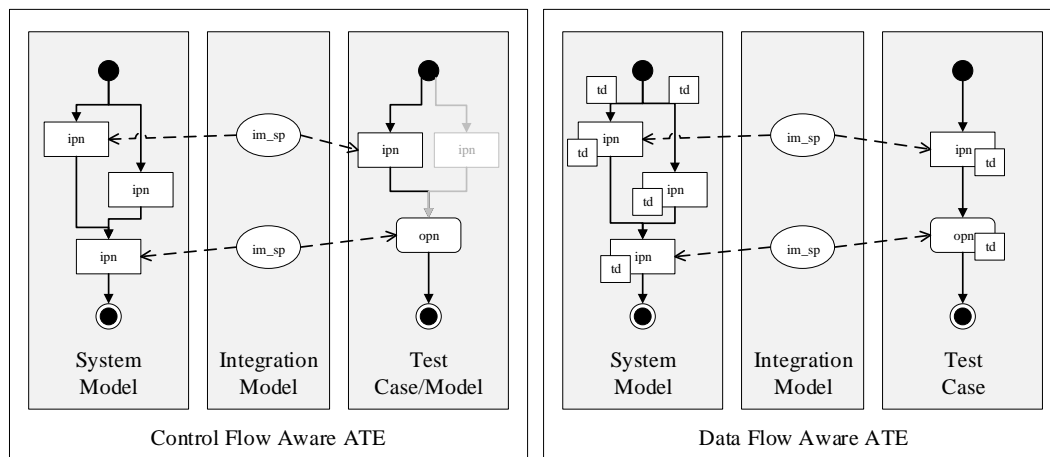 ipn
im_sp
ipn
ipn
ipn
ipn
im_sp
opn
System
Model
Integration
Model
Test
Case/Model
Control Flow Aware ATE
td
td
ipn
td
im_sp
ipn
td
ipn
td
ipn
td
im_sp
opn
td
System
Model
Integration
Model
Test
Case
Data Flow Aware ATE